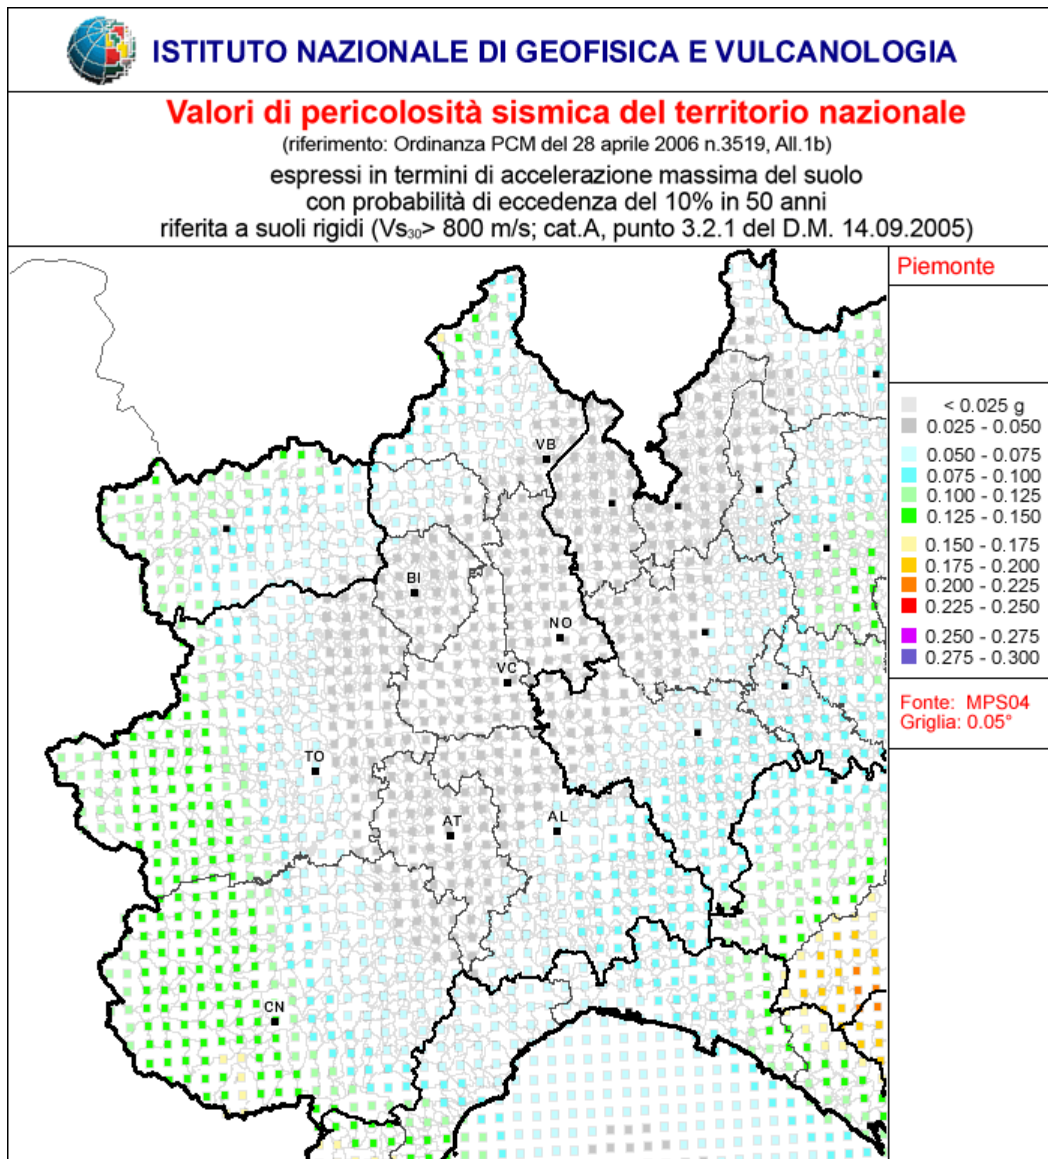 ISTITUTO NAZIONALE DI GEOFISICA E VULCANOLOGIA
Valori di pericolosità sismica del territorio nazionale
(riferimento: Ordinanza PCM del 28 aprile 2006 n.3519, All.1b)
espressi in termini di accelerazione massima del suolo
con probabilità di eccedenza del 10% in 50 anni
riferita a suoli rigidi (Vs30> 800 m/s; cat.A, punto 3.2.1 del D.M. 14.09.2005)
Piemonte
< 0.025 g
0.025 - 0.050
0.050 - 0.075
0.075 - 0.100
0.100 - 0.125
0.125 - 0.150
0.150 - 0.175
0.175 - 0.200
0.200 - 0.225
0.225 - 0.250
0.250 - 0.275
0.275 - 0.300
Fonte: MPS04
Griglia: 0.05°
VB
BI
NO
VC
TO
AT
AL
CN